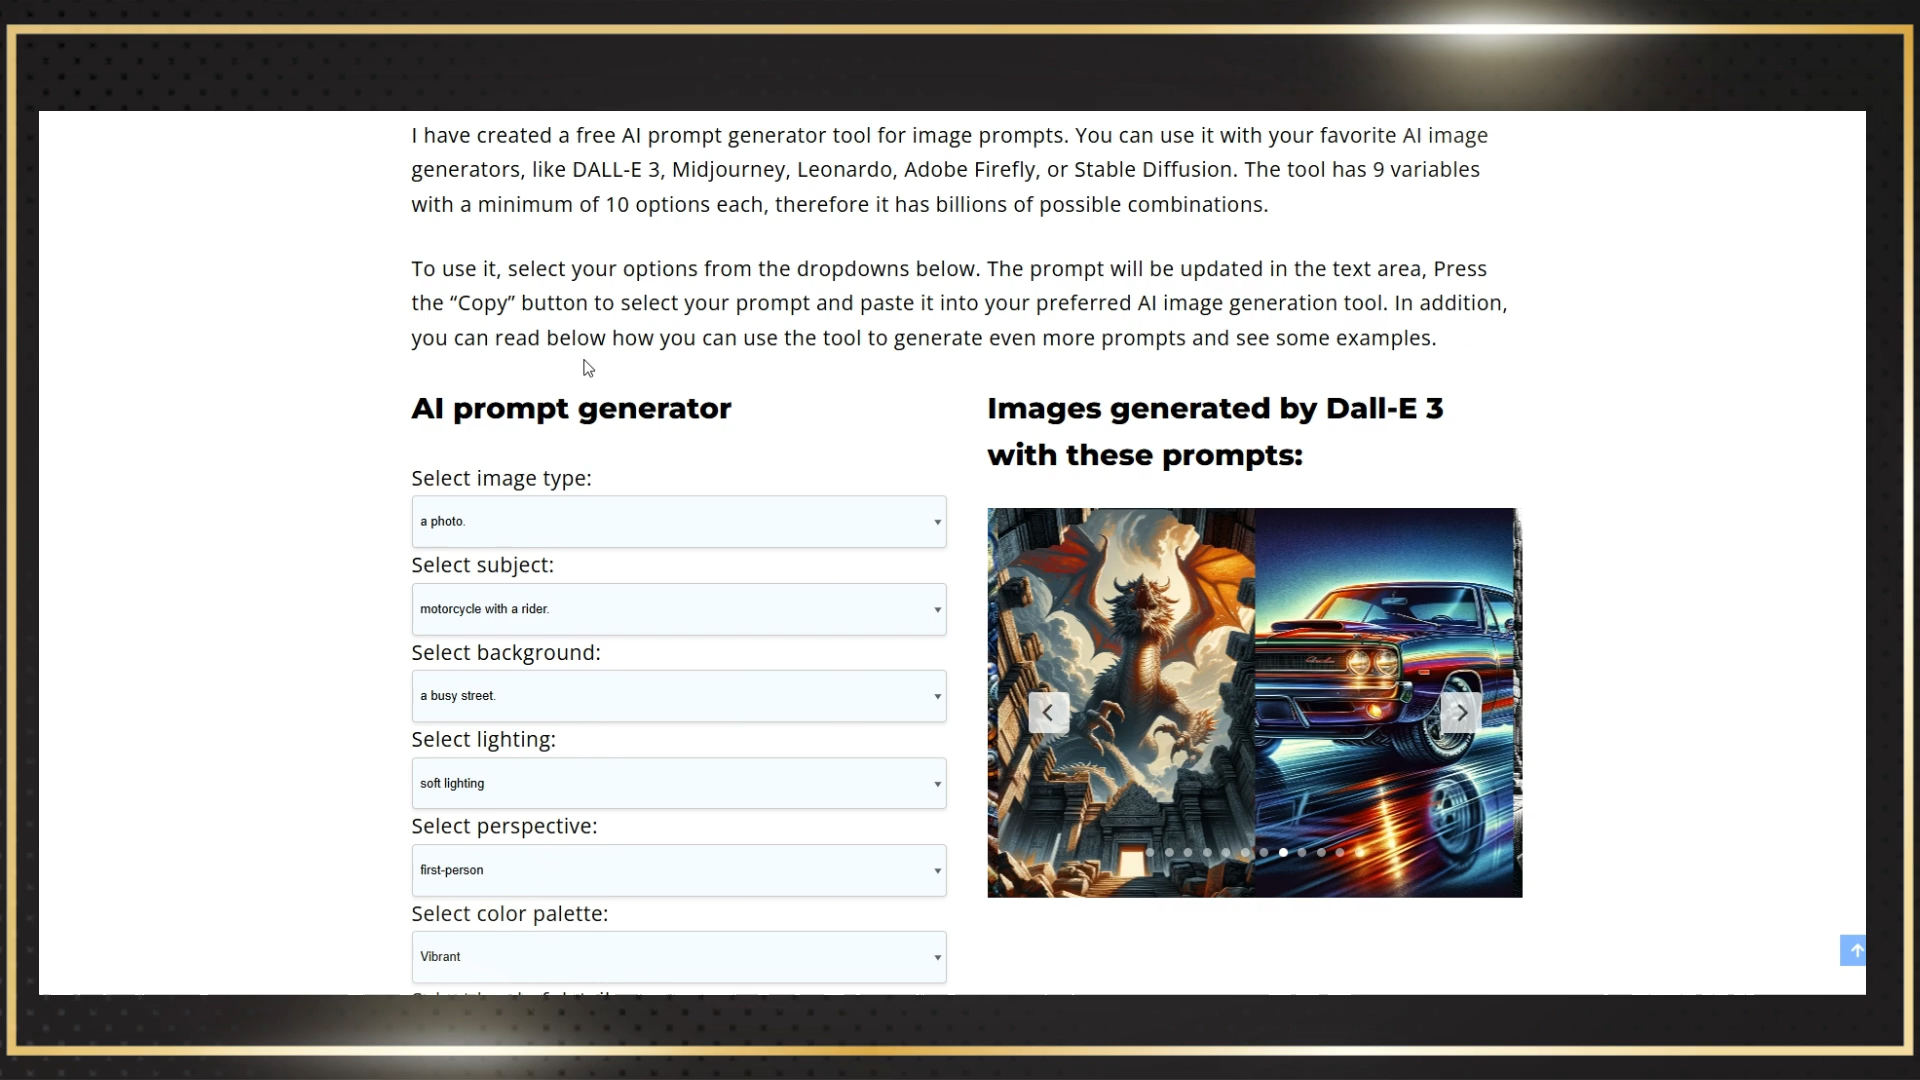 I have created a free AI prompt generator tool for image prompts. You can use it with your favorite AI image
generators, like DALL-E 3, Midjourney, Leonardo, Adobe Firefly, or Stable Diffusion. The tool has 9 variables
with a minimum of 10 options each, therefore it has billions of possible combinations.
To use it, select your options from the dropdowns below. The prompt will be updated in the text area, Press
the “Copy” button to select your prompt and paste it into your preferred AI image generation tool. In addition,
you can read below how you can use the tool to generate even more prompts and see some examples.
AI prompt generator
Select image type:
a photo.
Select subject:
motorcycle with a rider.
Select background:
a busy street.
Select lighting:
soft lighting
Select perspective:
first-person
Select color palette:
Vibrant
Images generated by Dall-E 3
with these prompts: